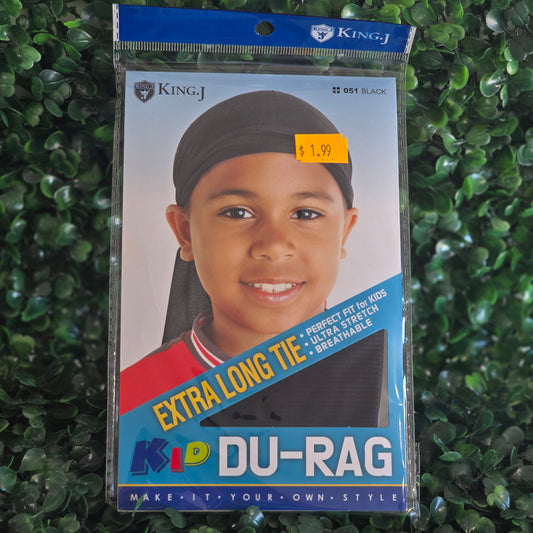 KING.J
KING.J
KING.J
051 BLACK
$ 1.99
EXTRA LONG TIE
• PERFECT FIT for KIDS
• ULTRA STRETCH
• BREATHABLE
KID DU-RAG
MAKE • IT • YOUR • OWN • STYLE